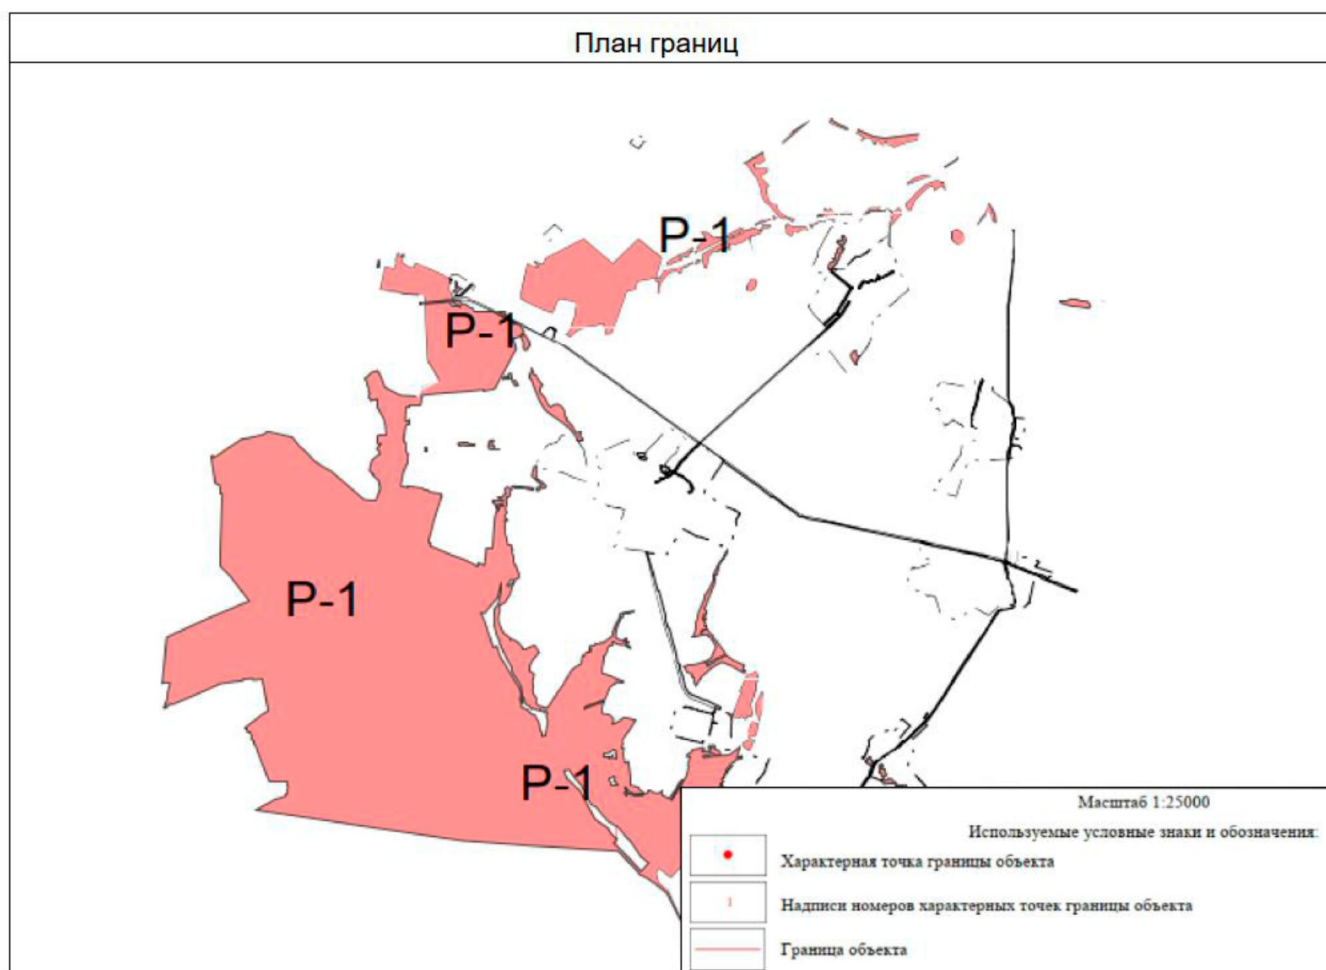 План границ
Р-1
Р-1
Р-1
Р-1
Масштаб 1:25000
Используемые условные знаки и обозначения:
Характерная точка границы объекта
1
Надписи номеров характерных точек границы объекта
Граница объекта